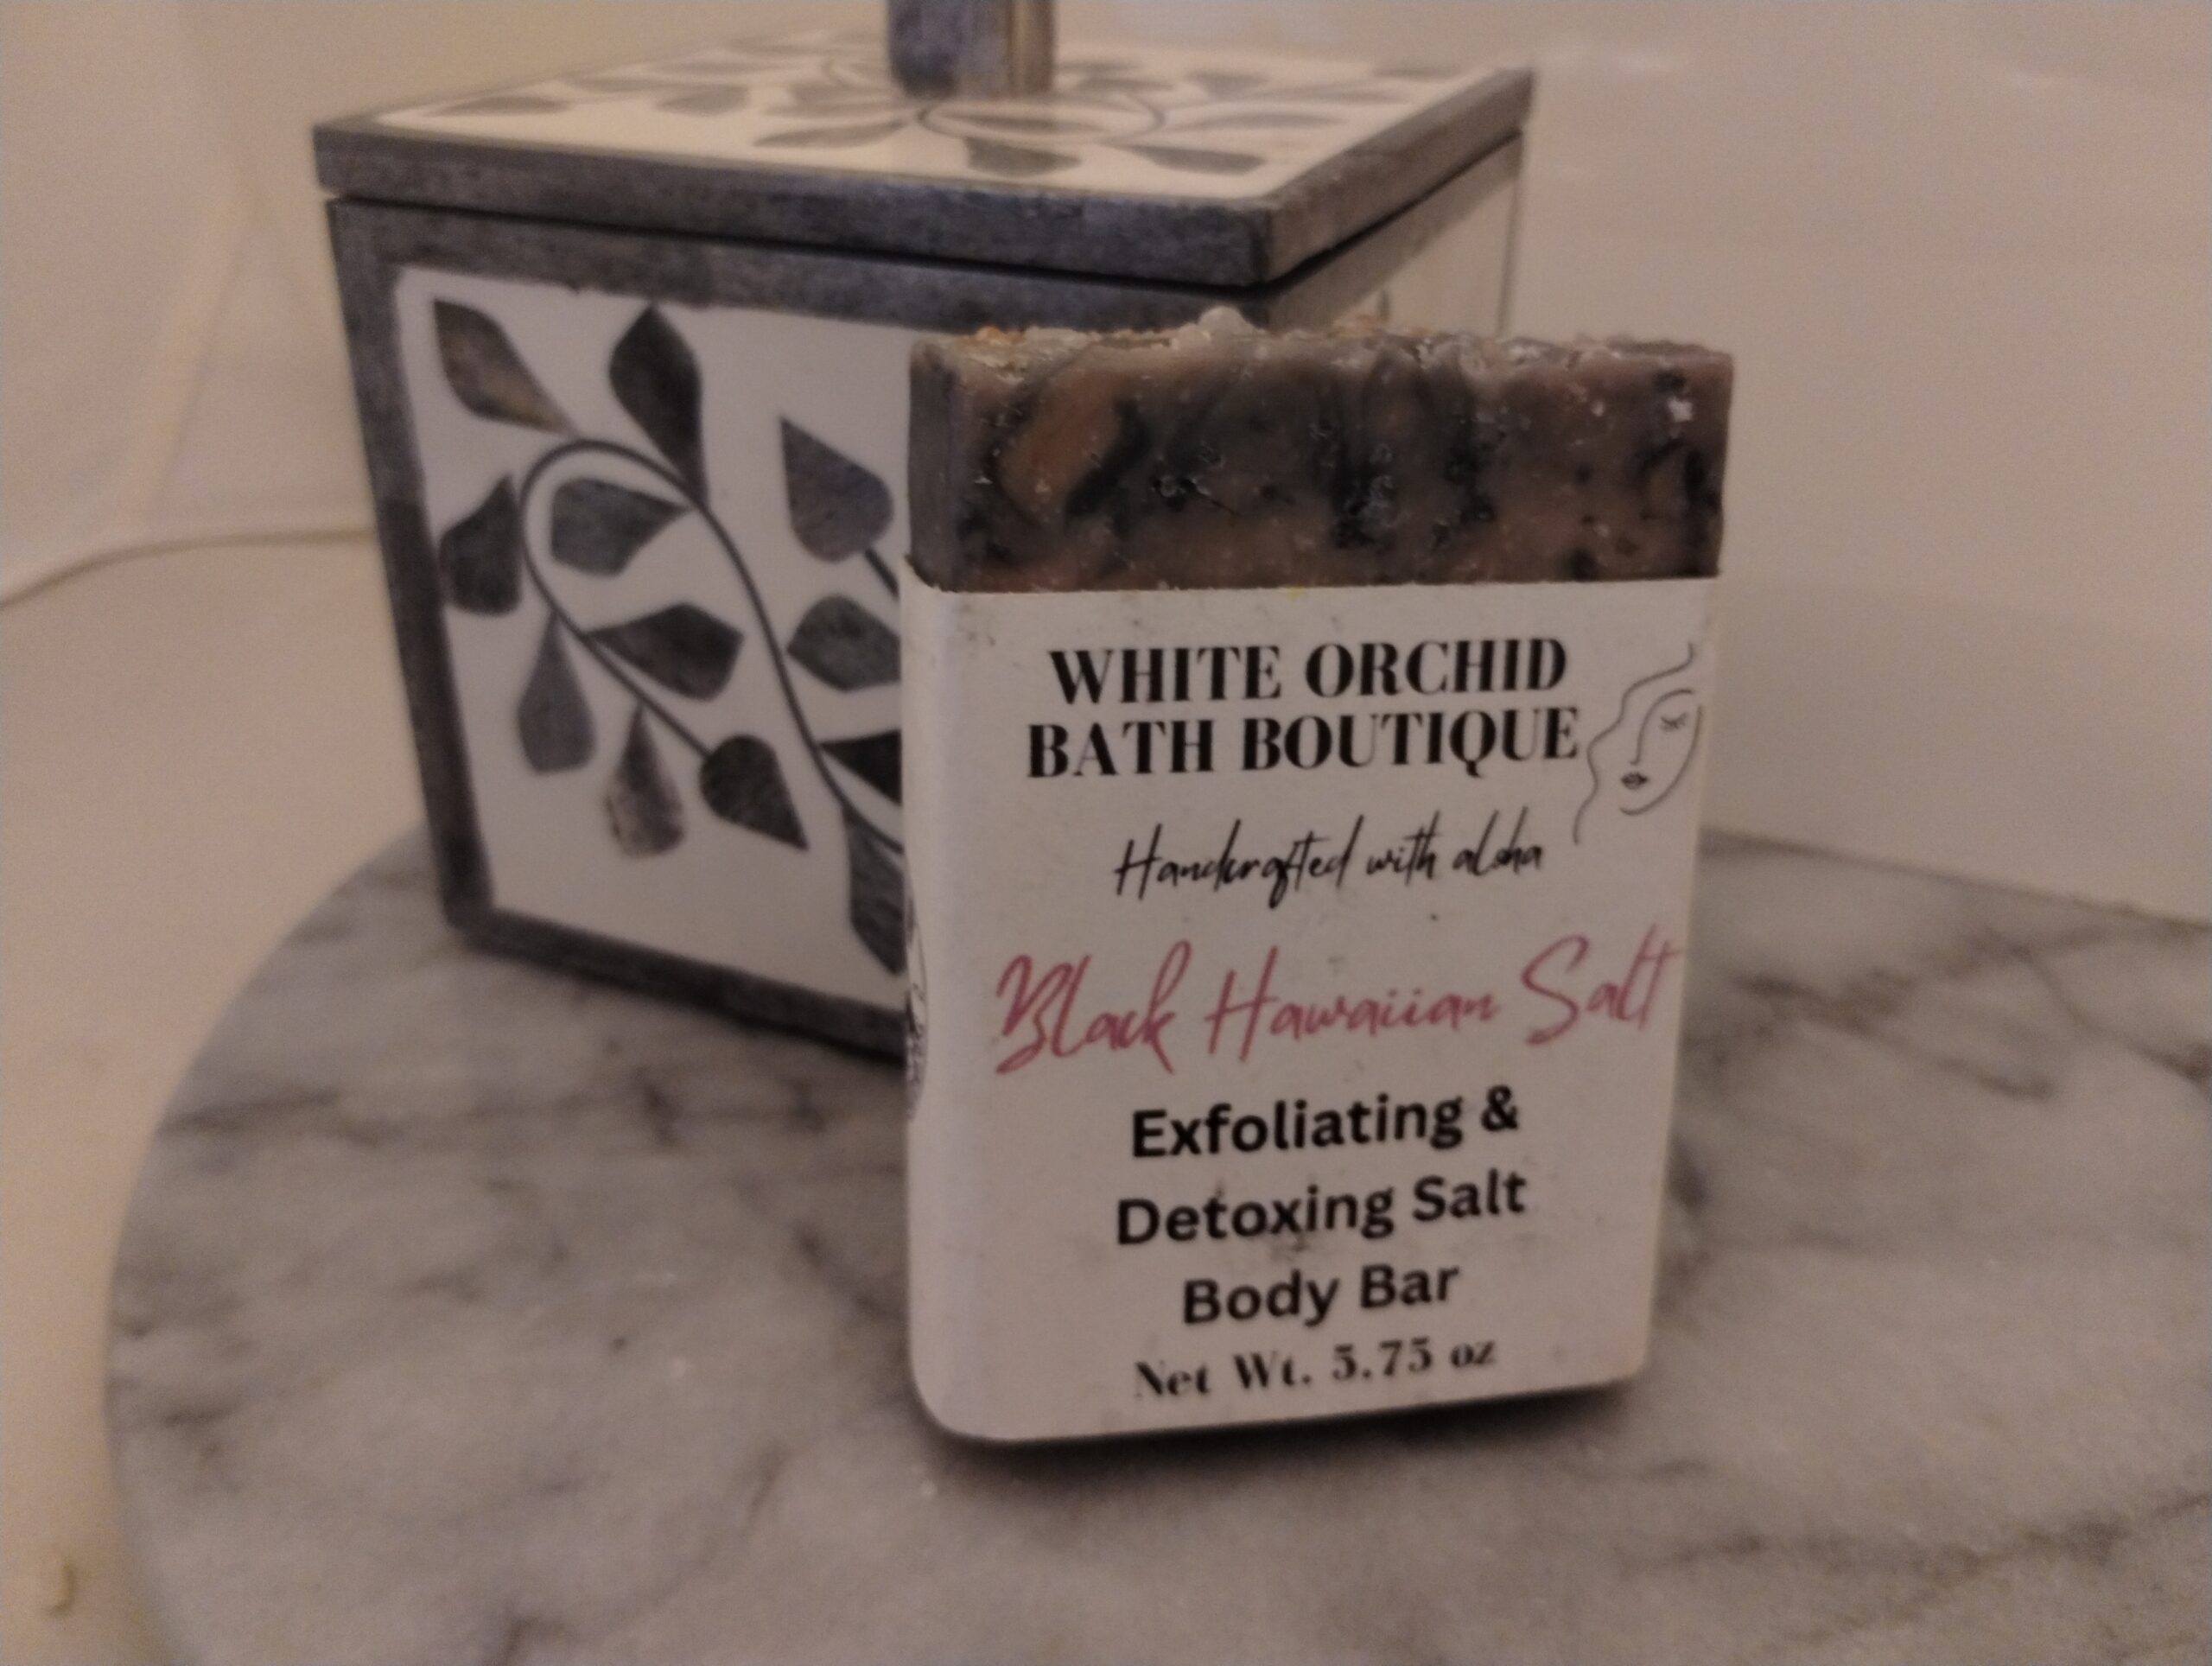 WHITE ORCHID
BATH BOUTIQUE
Handcrafted with aloha
Black Hawaiian Salt
Exfoliating &
Detoxing Salt
Body Bar
Net Wt. 5.75 oz